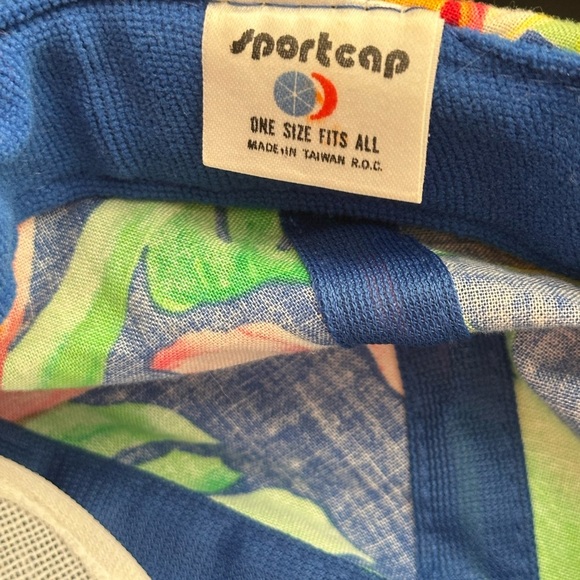 sportcap
ONE SIZE FITS ALL
MADE IN TAIWAN R.O.C.